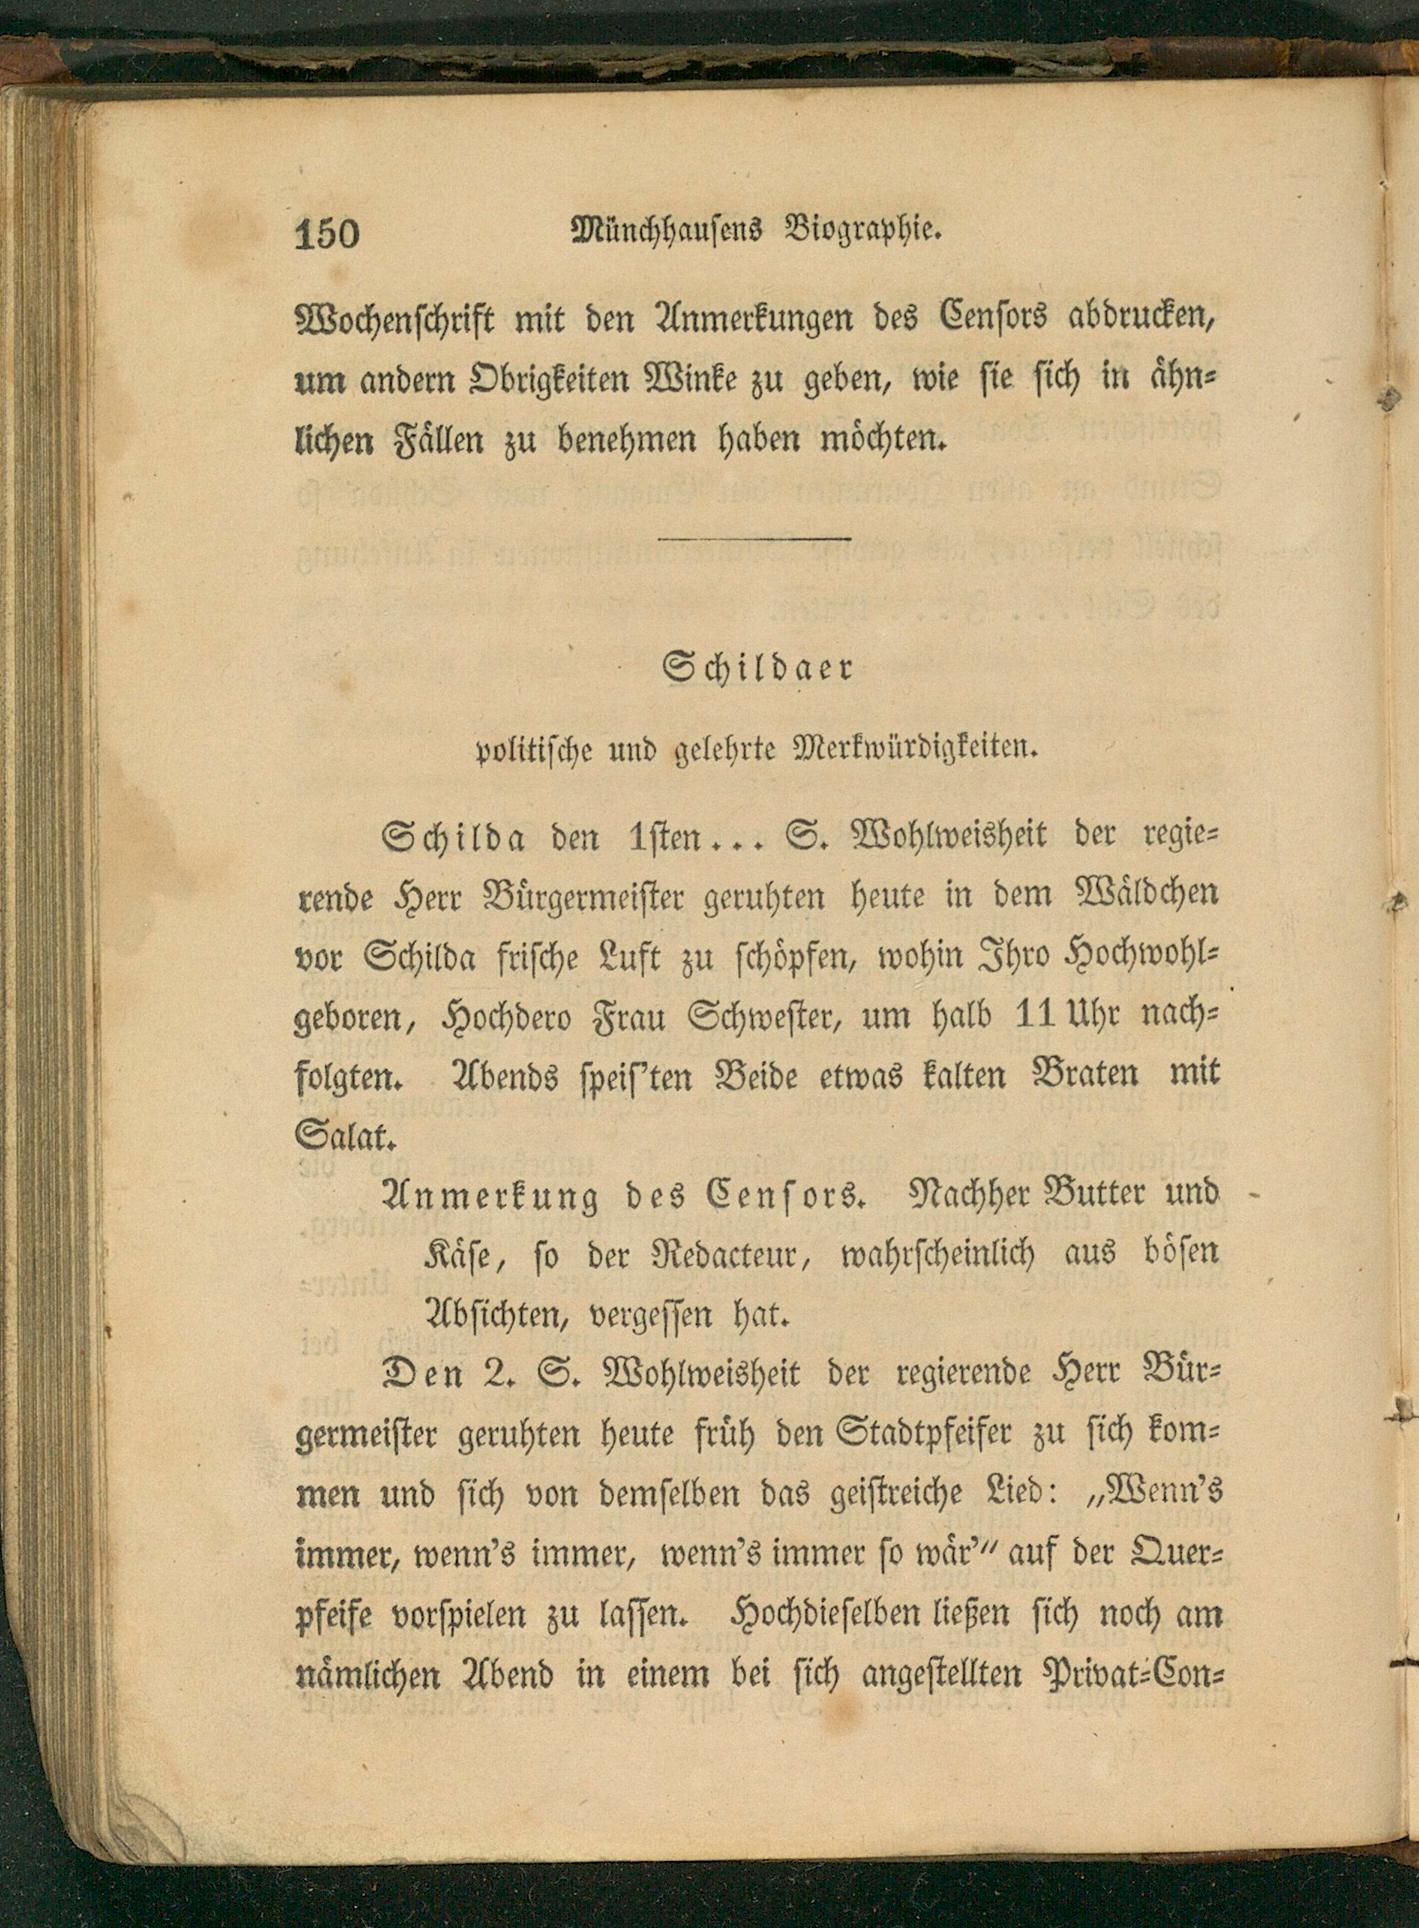 150 Münchhausens Biographie.
Wochenschrift mit den Anmerkungen des Censors abdrucken,
um andern Obrigkeiten Winke zu geben, wie sie sich in ähn-
lichen Fällen zu benehmen haben möchten.
Schildaer
politische und gelehrte Merkwürdigkeiten.
Schilda den 1sten... S. Wohlweisheit der regie-
rende Herr Bürgermeister geruhten heute in dem Wäldchen
vor Schilda frische Luft zu schöpfen, wohin Ihro Hochwohl-
geboren, Hochdero Frau Schwester, um halb 11 Uhr nach-
folgten. Abends speis'ten Beide etwas kalten Braten mit
Salat.
Anmerkung des Censors. Nachher Butter und
Käse, so der Redacteur, wahrscheinlich aus bösen
Absichten, vergessen hat.
Den 2. S. Wohlweisheit der regierende Herr Bür-
germeister geruhten heute früh den Stadtpfeifer zu sich kom-
men und sich von demselben das geistreiche Lied: „Wenn's
immer, wenn's immer, wenn's immer so wär'“ auf der Quer-
pfeife vorspielen zu lassen. Hochdieselben ließen sich noch am
nämlichen Abend in einem bei sich angestellten Privat-Con-